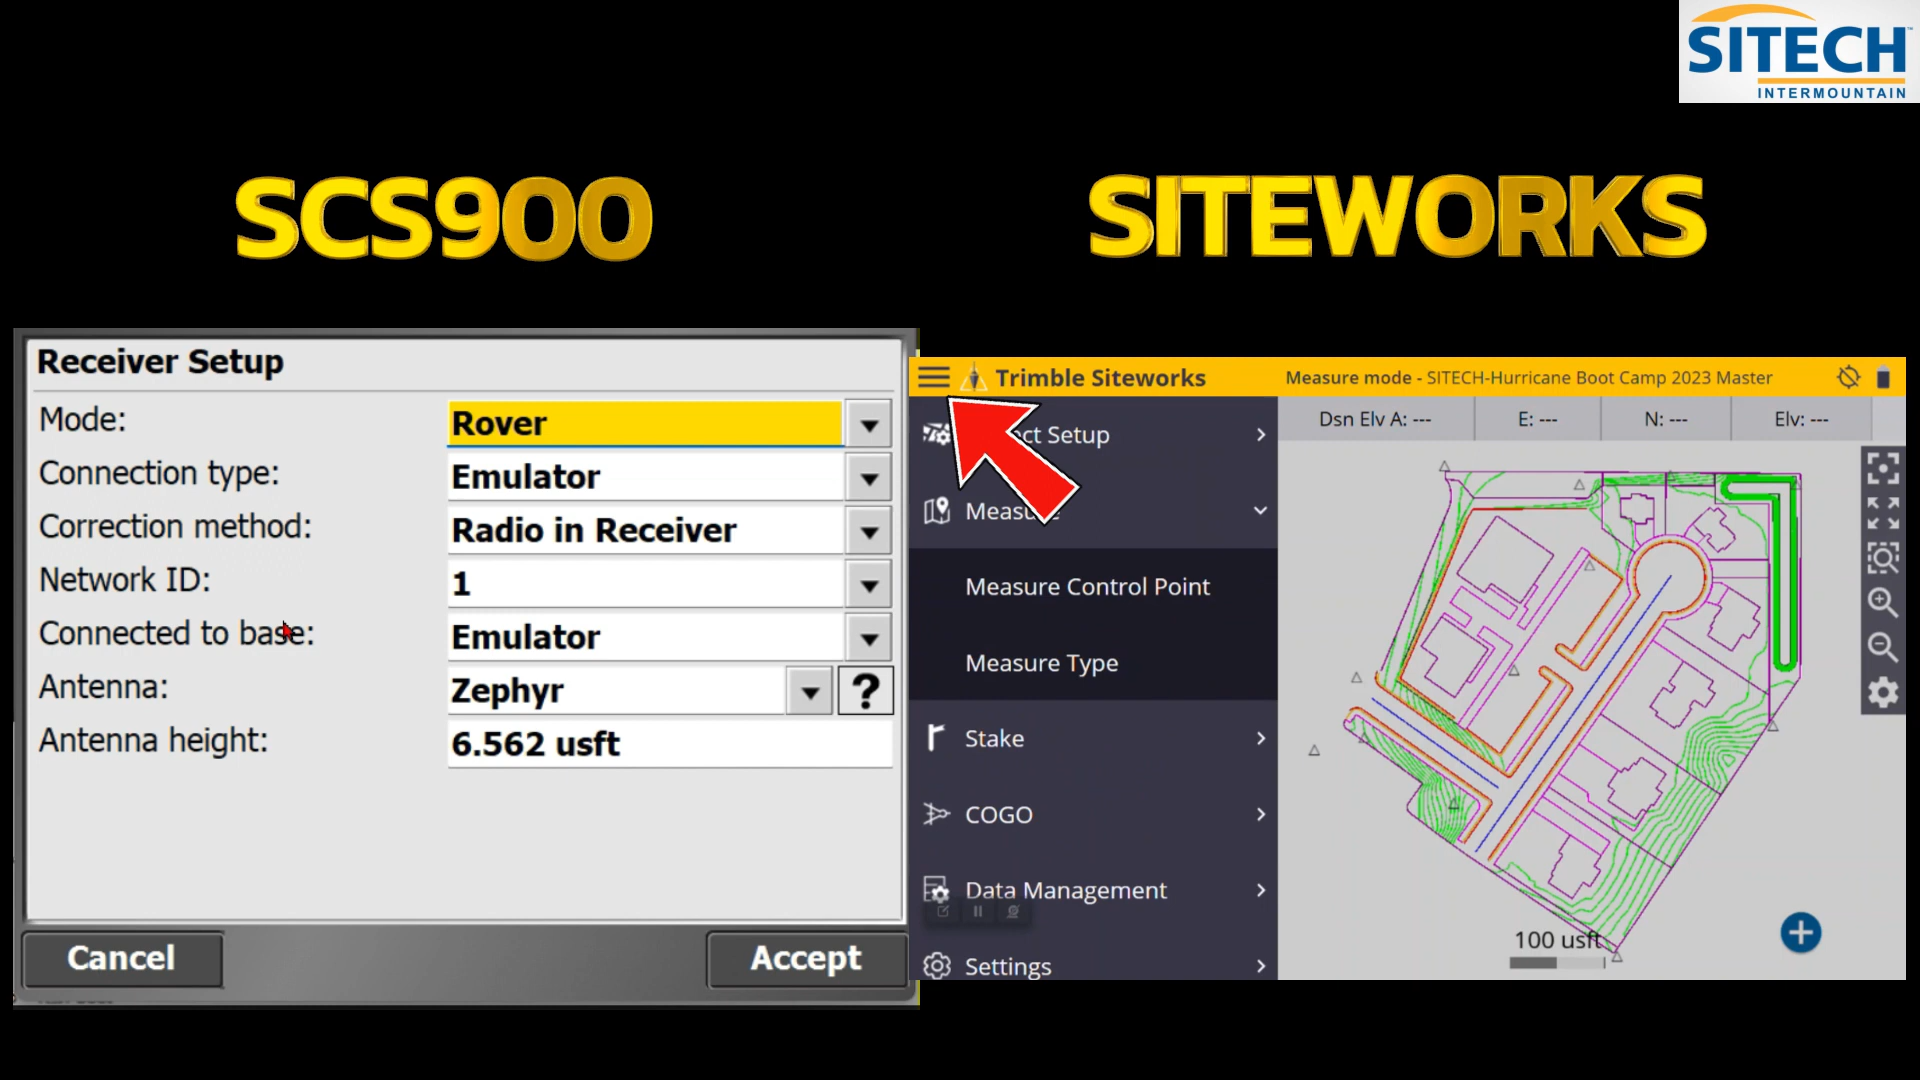 SITECH
INTERMOUNTAIN
SCS900
SITEWORKS
Receiver Setup
Mode: Rover
Connection type: Emulator
Correction method: Radio in Receiver
Network ID: 1
Connected to base: Emulator
Antenna: Zephyr ?
Antenna height: 6.562 usft
Cancel Accept
Trimble Siteworks
Measure mode - SITECH-Hurricane Boot Camp 2023 Master
Dsn Elv A: --- E: --- N: --- Elv: ---
ct Setup
Measure
Measure Control Point
Measure Type
Stake
COGO
Data Management
Settings
100 usft